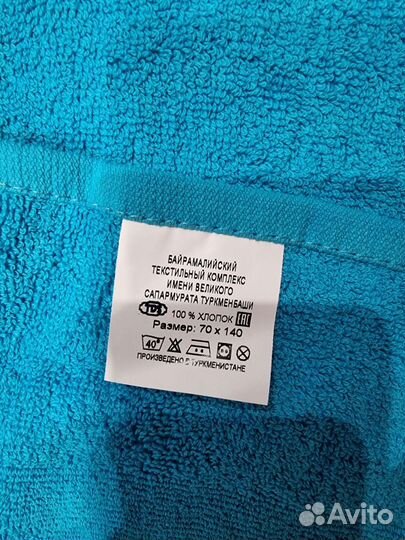 БАЙРАМАЛИЙСКИЙ
ТЕКСТИЛЬНЫЙ КОМПЛЕКС
ИМЕНИ ВЕЛИКОГО
САПАРМУРАТА ТУРКМЕНБАШИ
100 % ХЛОПОК EAC
Размер: 70 х 140
40°
ПРОИЗВЕДЕНО В ТУРКМЕНИСТАНЕ
Avito